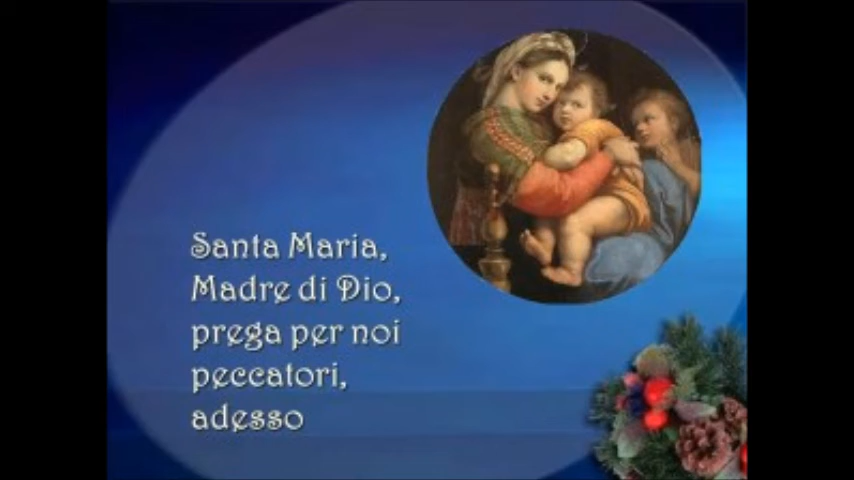 Santa Maria,
Madre di Dio,
prega per noi
peccatori,
adesso